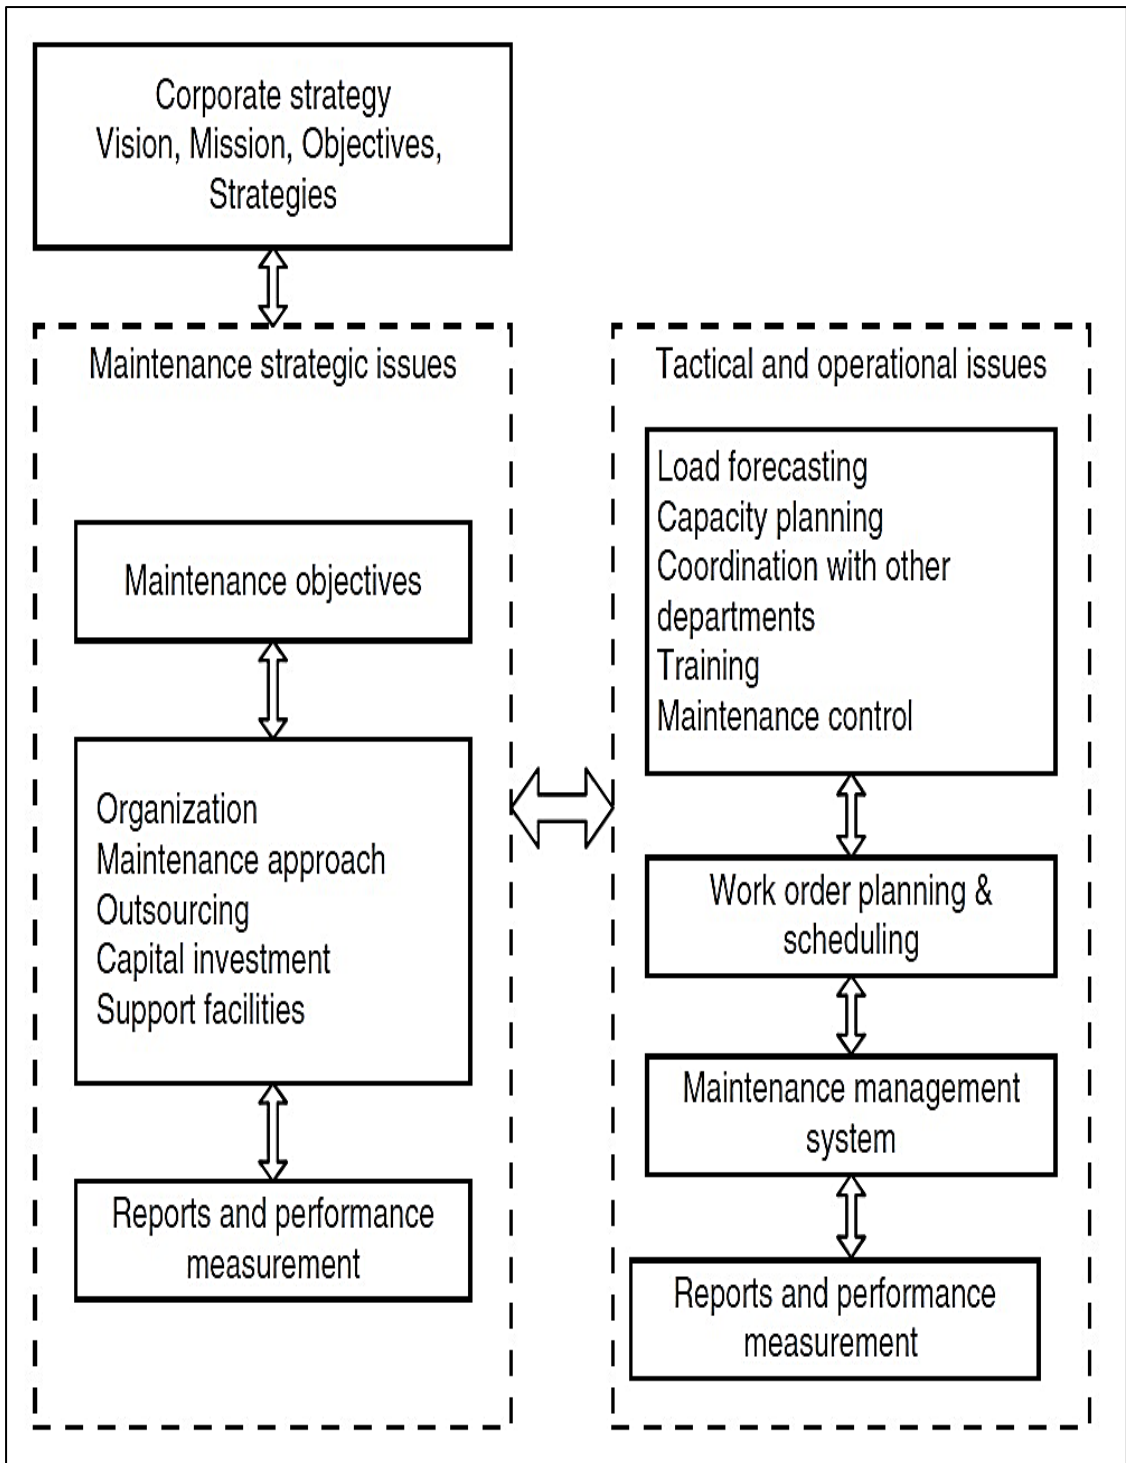 Corporate strategy
Vision, Mission, Objectives,
Strategies
Maintenance strategic issues
Maintenance objectives
Organization
Maintenance approach
Outsourcing
Capital investment
Support facilities
Reports and performance
measurement
Tactical and operational issues
Load forecasting
Capacity planning
Coordination with other
departments
Training
Maintenance control
Work order planning &
scheduling
Maintenance management
system
Reports and performance
measurement